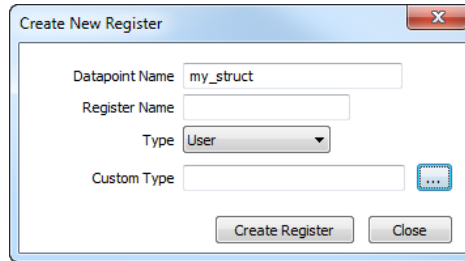 Create New Register
Datapoint Name my_struct
Register Name
Type User
Custom Type ...
Create Register Close